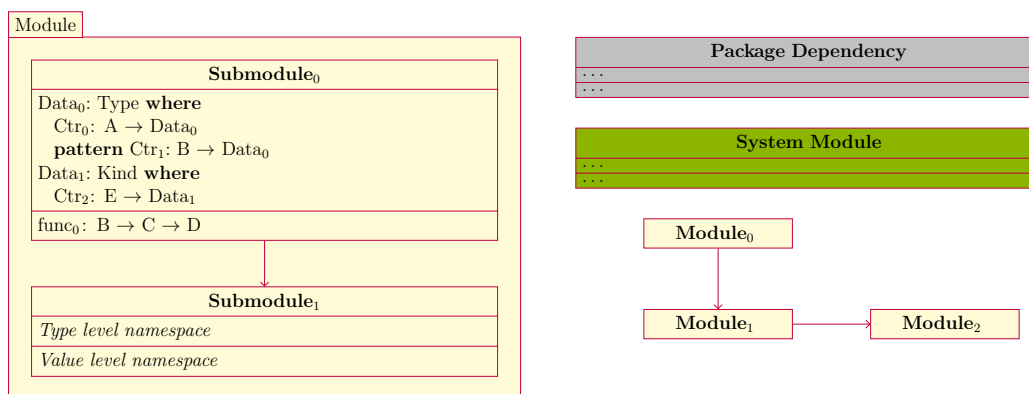 Module
Submodule₀
Data₀: Type where
Ctr₀: A → Data₀
pattern Ctr₁: B → Data₀
Data₁: Kind where
Ctr₂: E → Data₁
func₀: B → C → D
Submodule₁
Type level namespace
Value level namespace
Package Dependency
...
...
System Module
...
...
Module₀
Module₁
Module₂